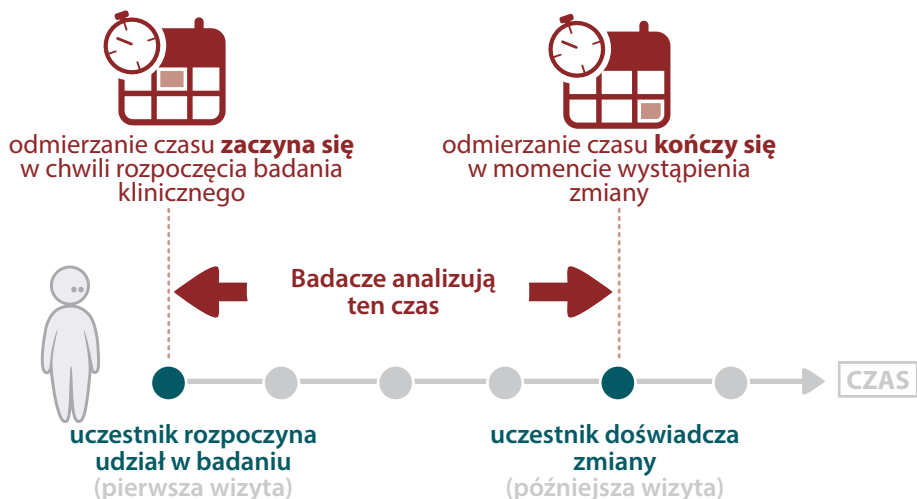 odmierzanie czasu zaczyna się
w chwili rozpoczęcia badania
klinicznego
odmierzanie czasu kończy się
w momencie wystąpienia
zmiany
Badacze analizują
ten czas
CZAS
uczestnik rozpoczyna
udział w badaniu
(pierwsza wizyta)
uczestnik doświadcza
zmiany
(późniejsza wizyta)